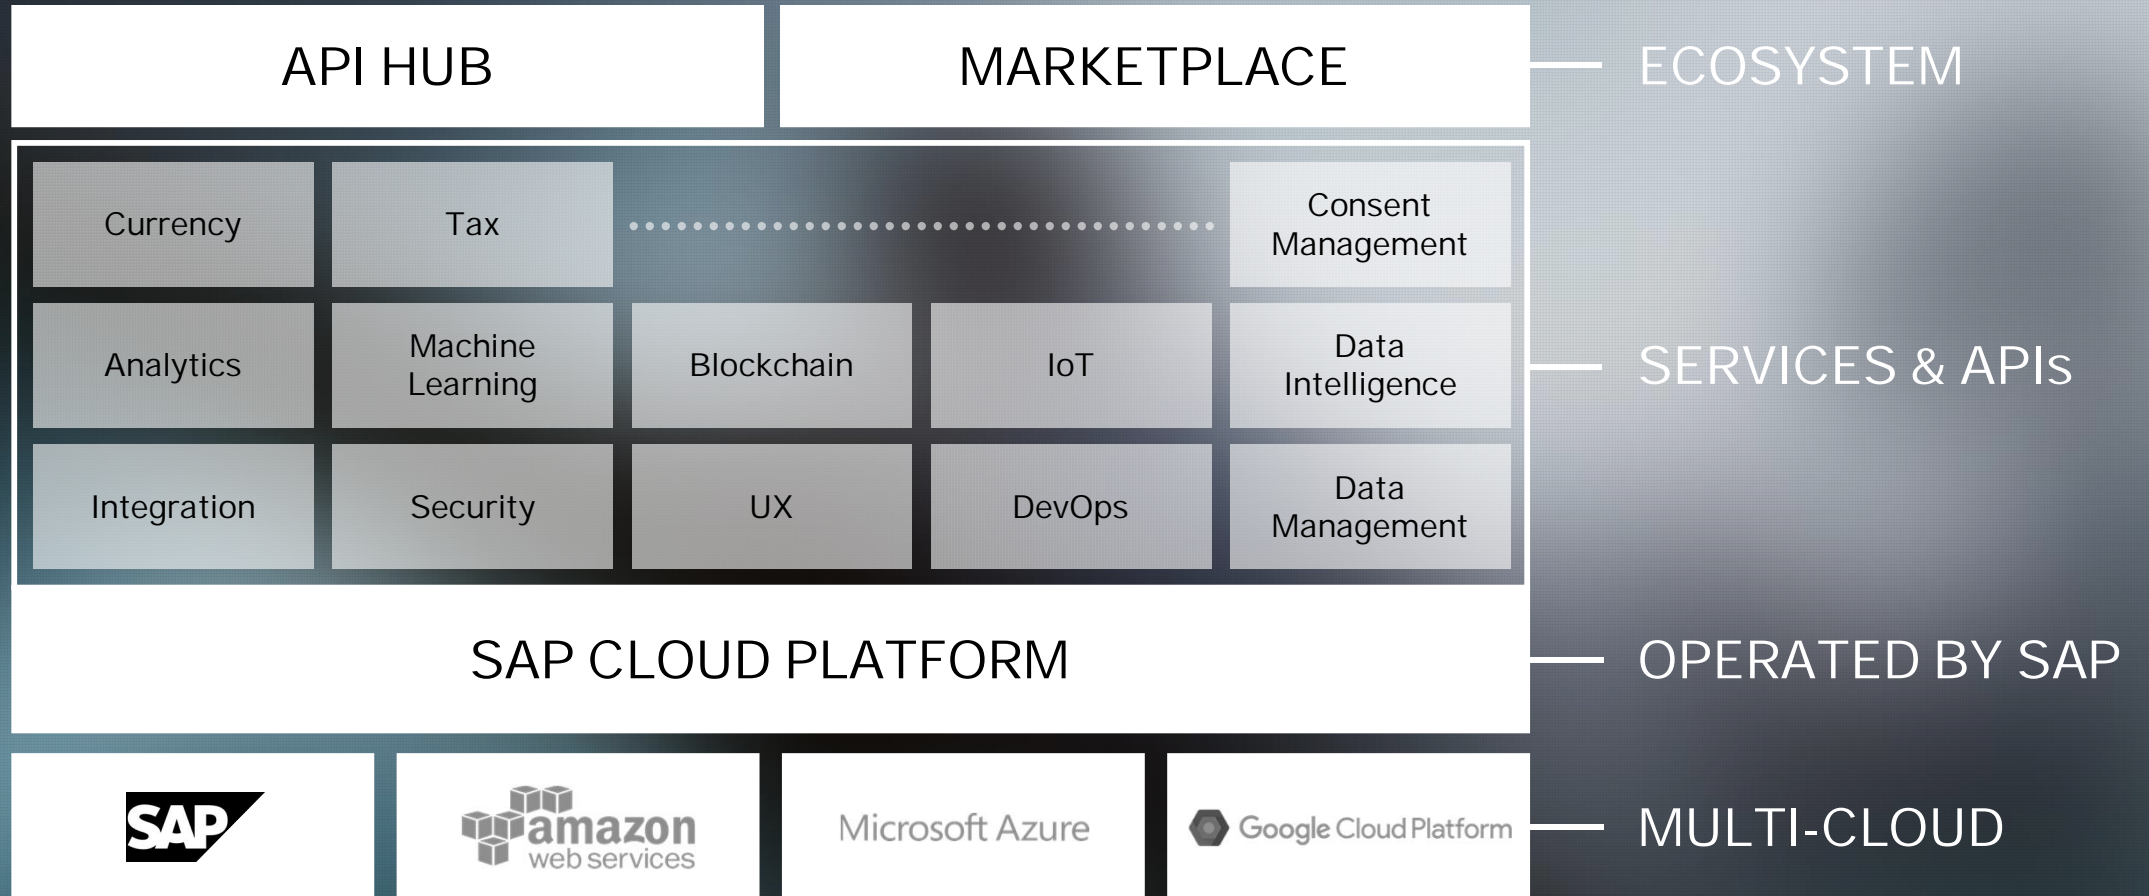 API HUB
MARKETPLACE
ECOSYSTEM
Currency
Tax
Consent
Management
Analytics
Machine
Learning
Blockchain
IoT
Data
Intelligence
SERVICES & APIs
Integration
Security
UX
DevOps
Data
Management
SAP CLOUD PLATFORM
OPERATED BY SAP
SAP
amazon
web services
Microsoft Azure
Google Cloud Platform
MULTI-CLOUD